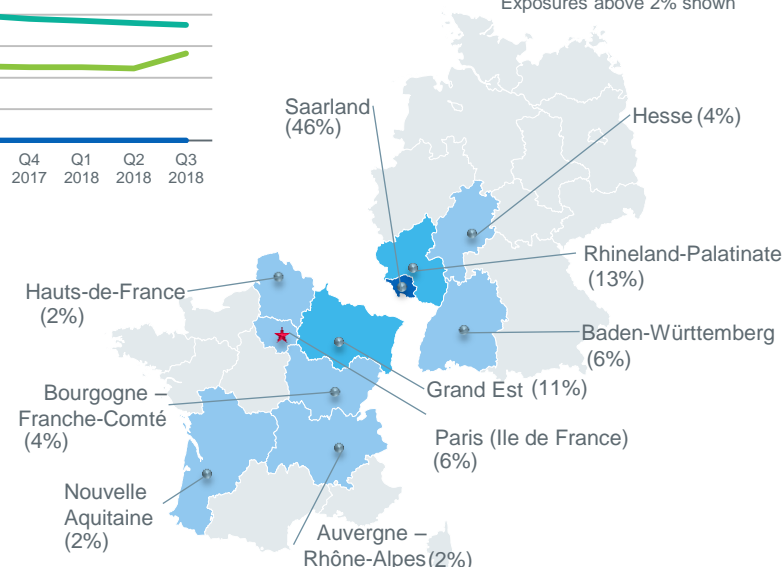 Exposures above 2% shown
Q4
2017
Q1
2018
Q2
2018
Q3
2018
Saarland
(46%)
Hesse (4%)
Rhineland-Palatinate
(13%)
Baden-Württemberg
(6%)
Hauts-de-France
(2%)
Grand Est (11%)
Bourgogne –
Franche-Comté
(4%)
Paris (Ile de France)
(6%)
Nouvelle
Aquitaine
(2%)
Auvergne –
Rhône-Alpes(2%)